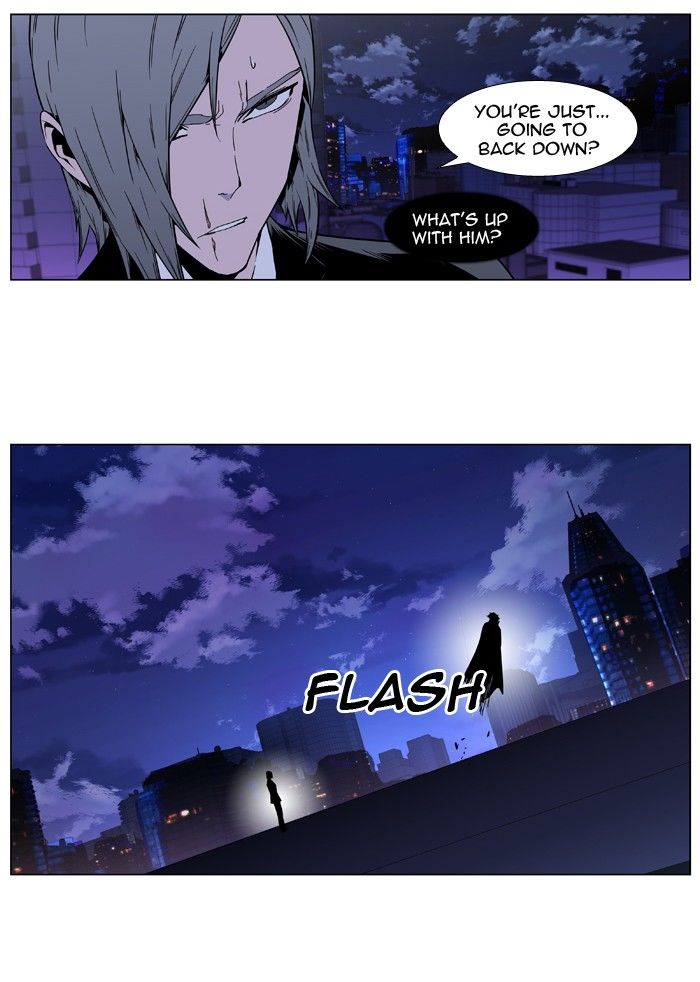 YOU'RE JUST...
GOING TO
BACK DOWN?
WHAT'S UP
WITH HIM?
FLASH